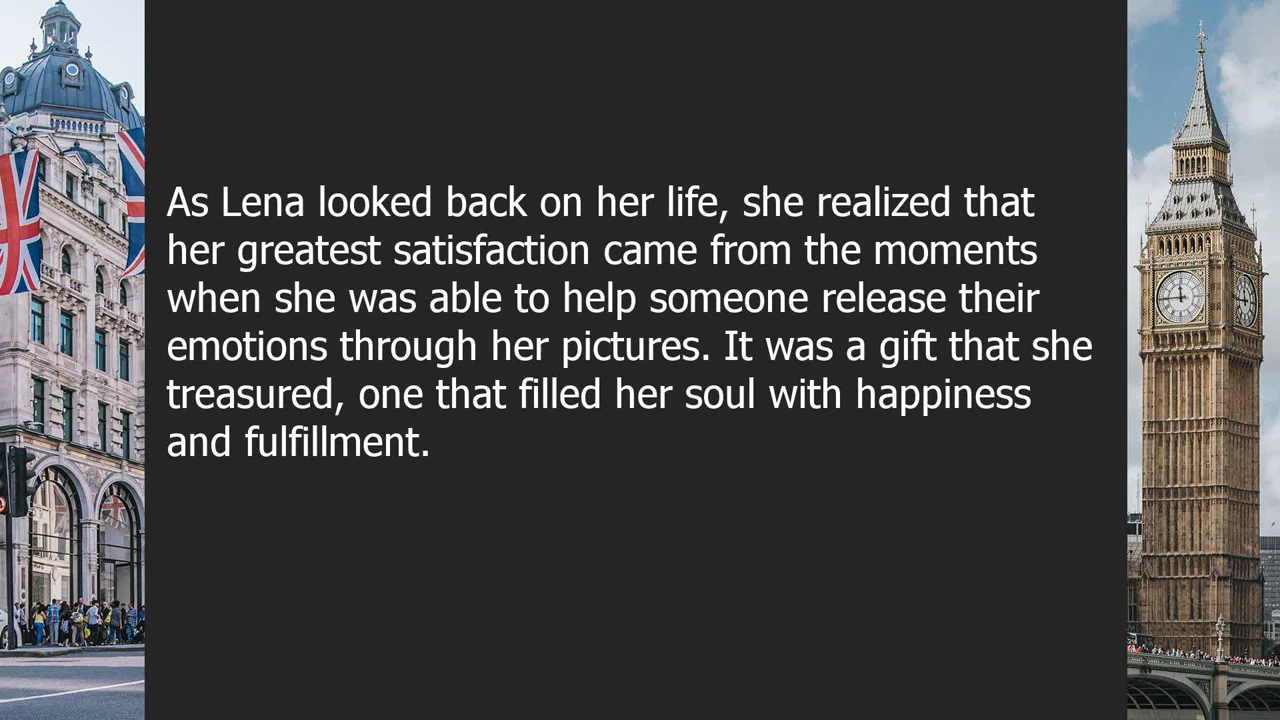 As Lena looked back on her life, she realized that
her greatest satisfaction came from the moments
when she was able to help someone release their
emotions through her pictures. It was a gift that she
treasured, one that filled her soul with happiness
and fulfillment.